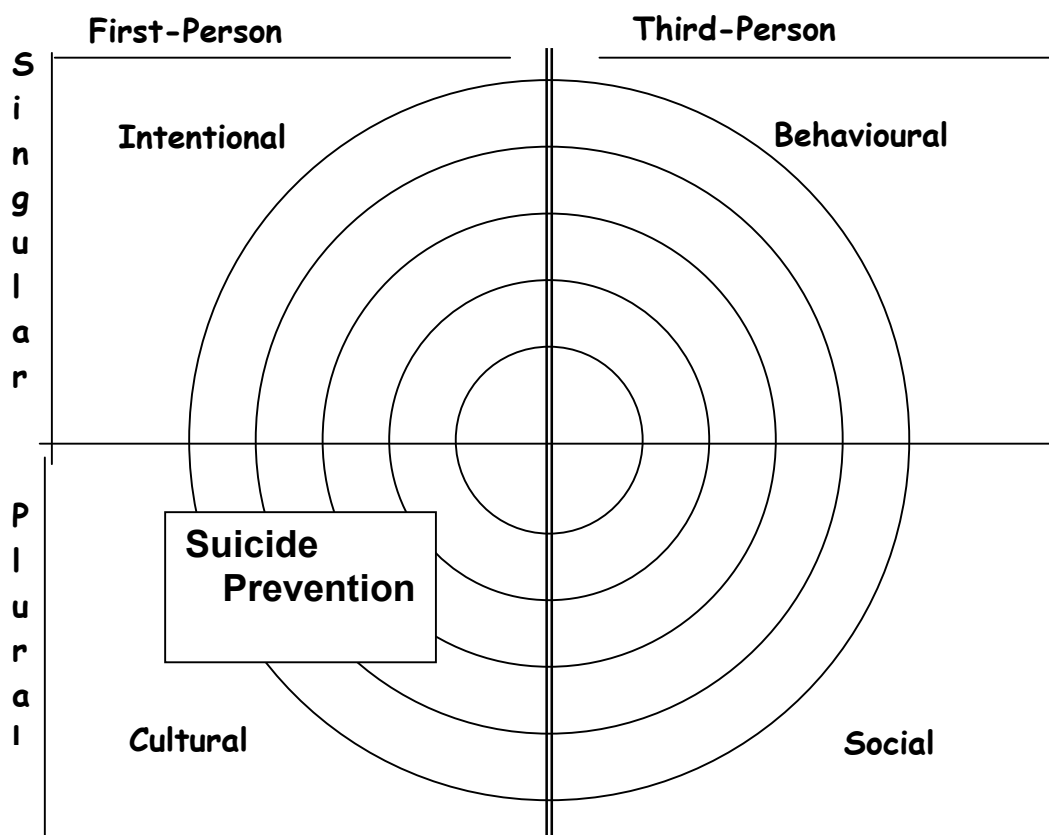 First-Person
Third-Person
Singular
Intentional
Behavioural
Suicide
Prevention
Plural
Cultural
Social